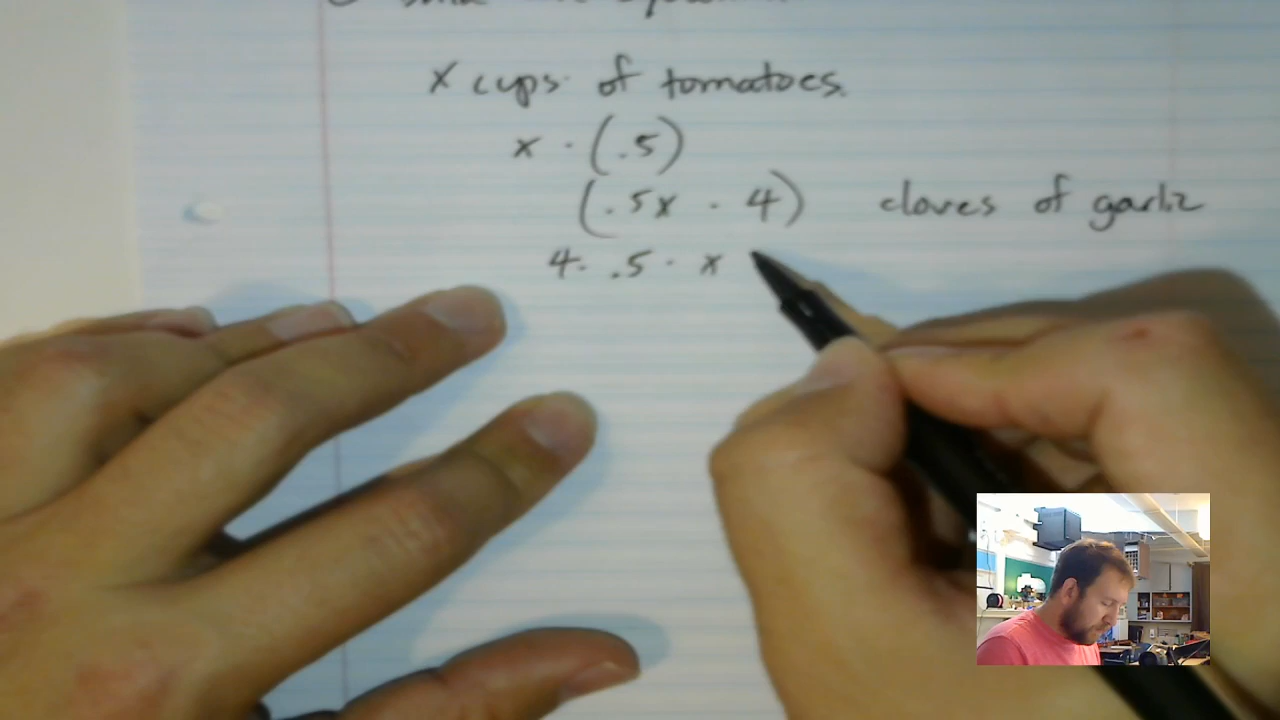 x cups of tomatoes.
x · (.5)
(.5x · 4) cloves of garlic
4 · .5 · x